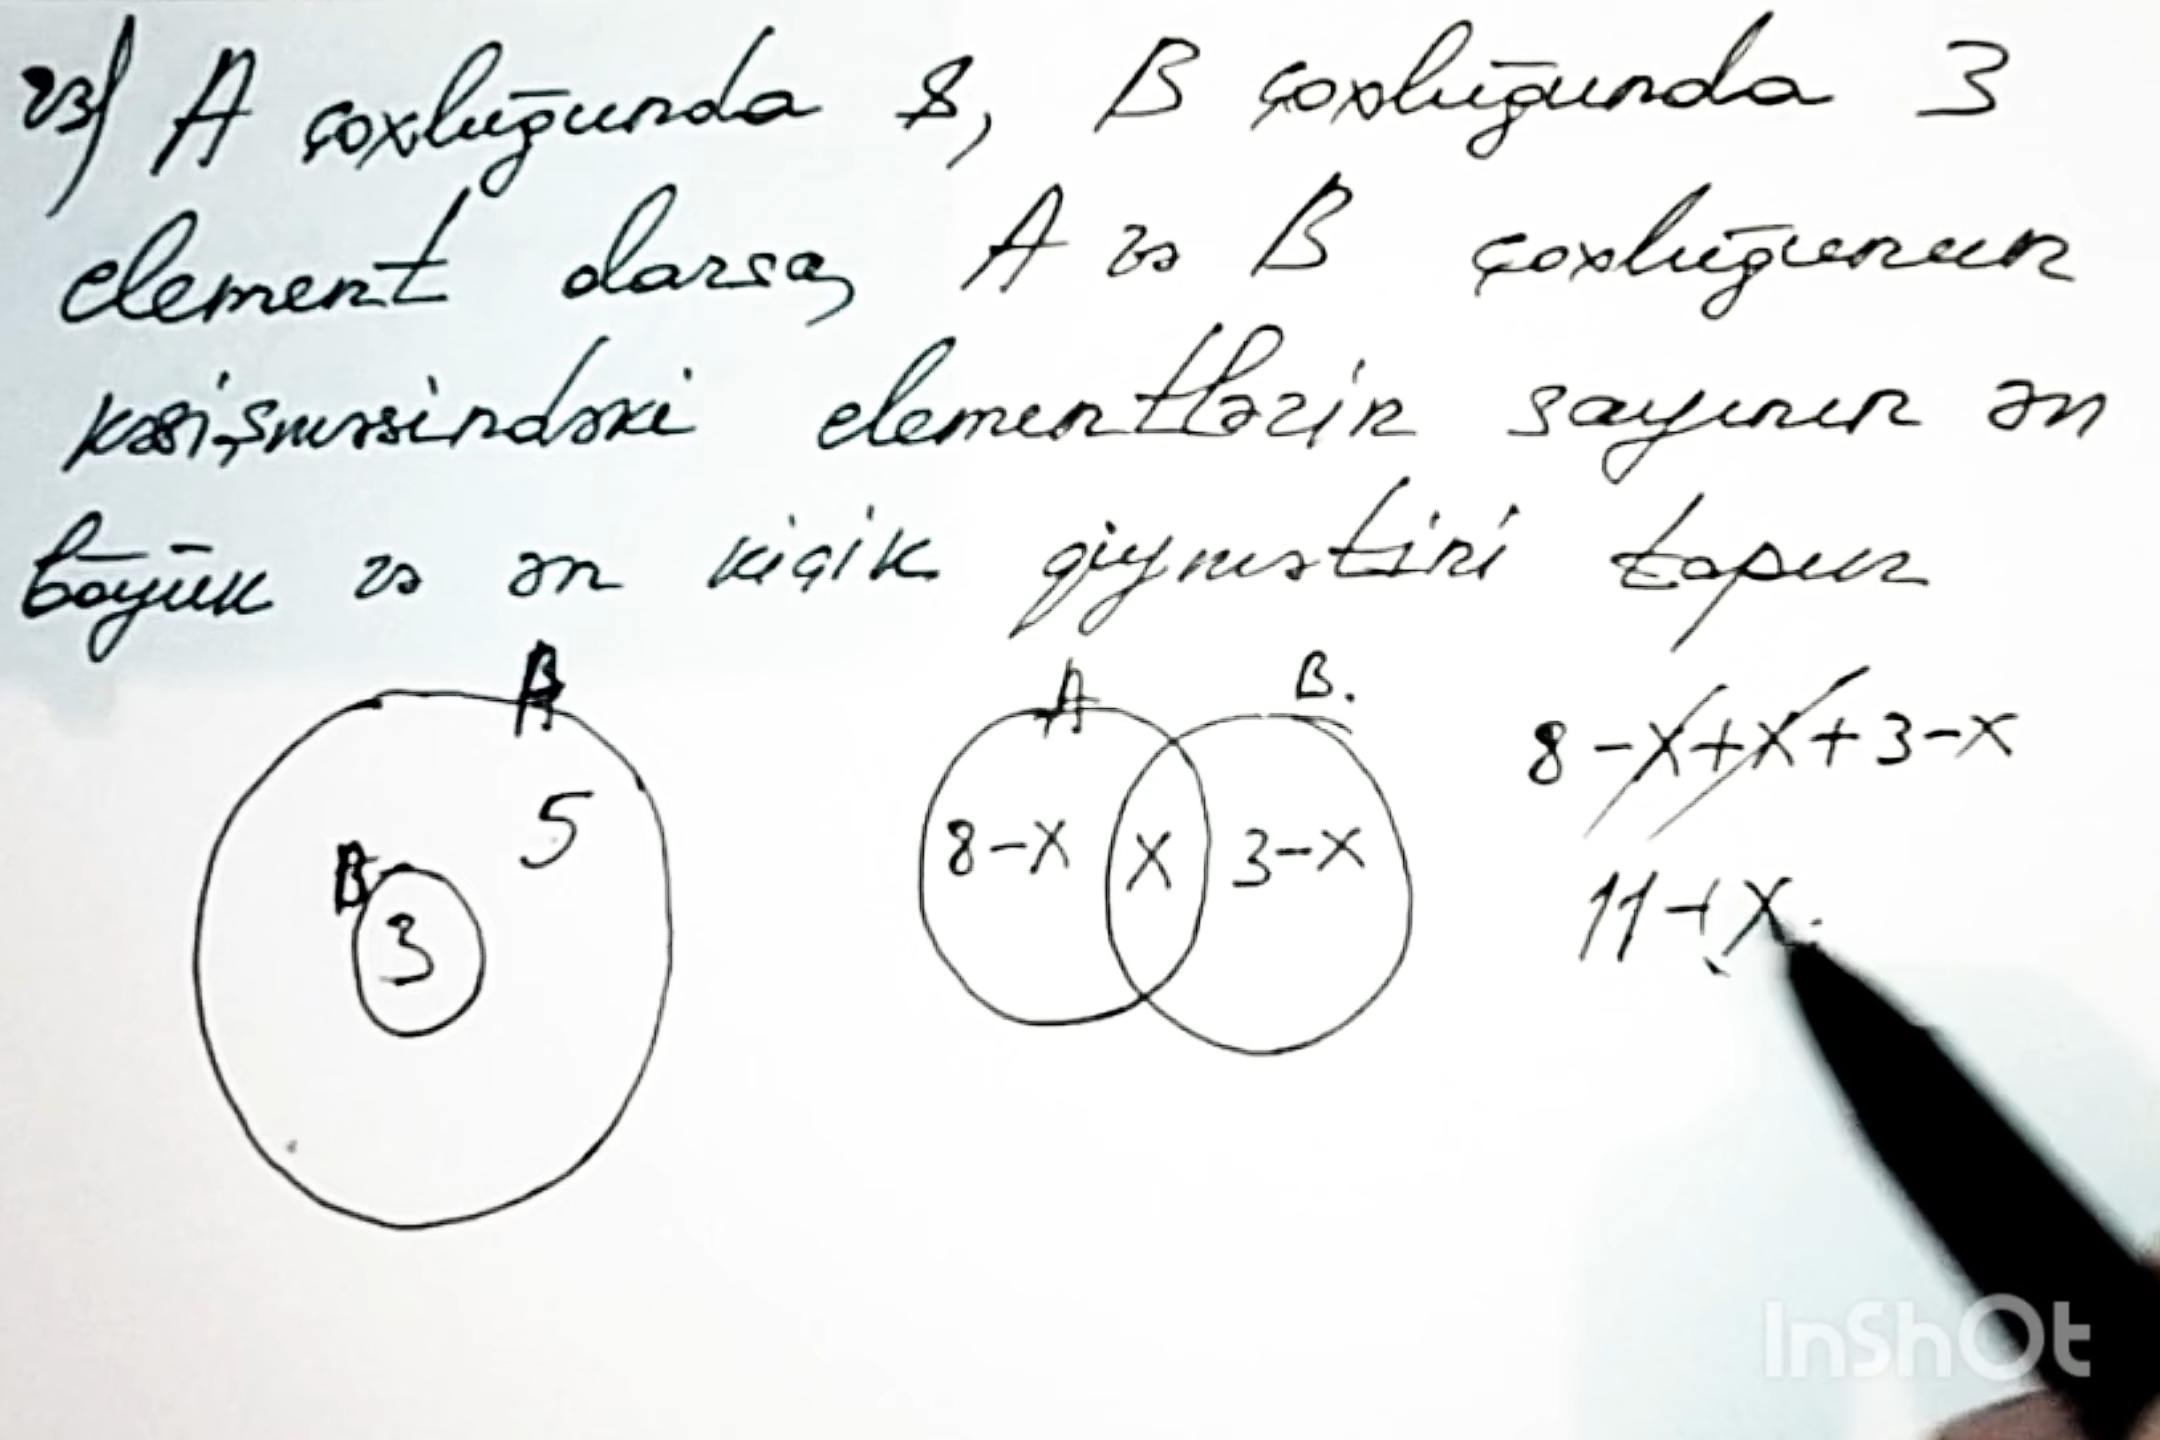 23) A çoxluğunda 8, B çoxluğunda 3
element olarsa, A və B çoxluğunun
kəsişməsindəki elementlərin sayının ən
böyük və ən kiçik qiymətini tapın
B
A
5
B
3
A B.
8-x x 3-x
8-x+x+3-x
11-x
InShOt